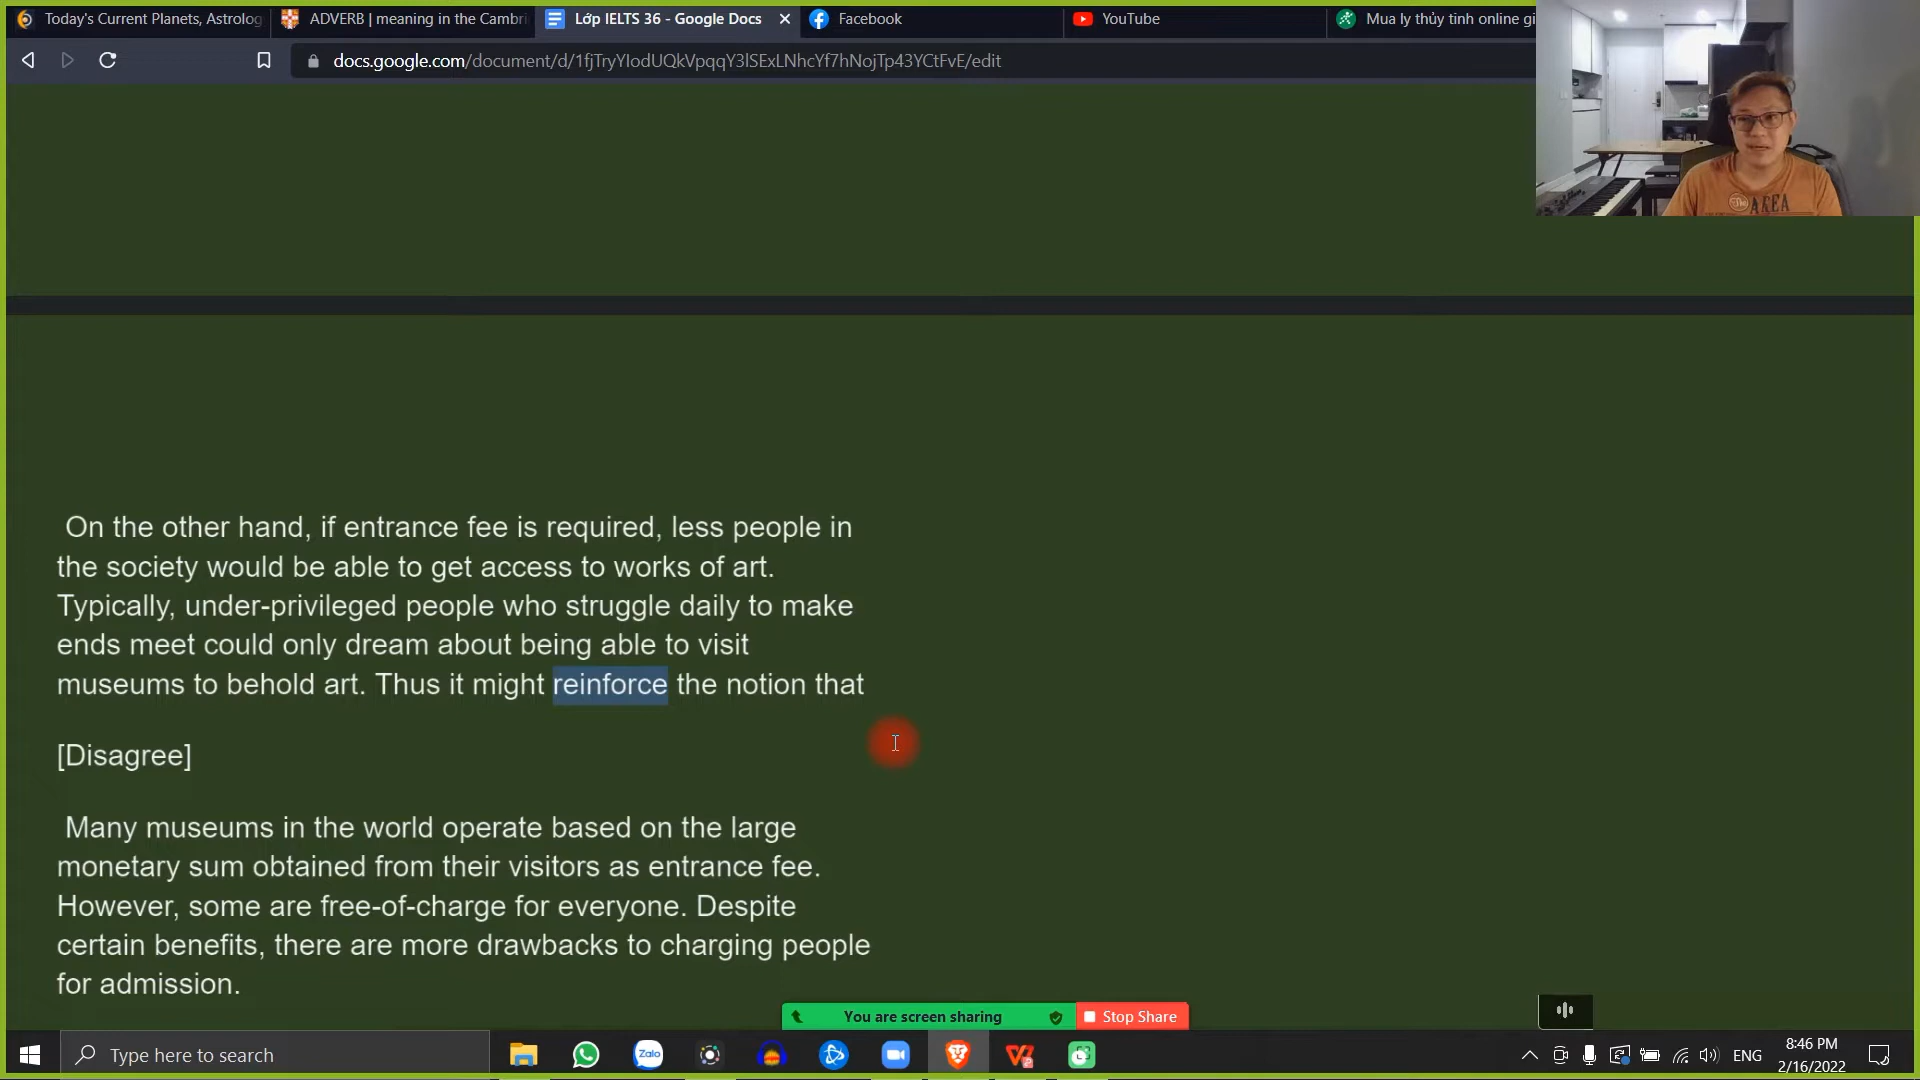 Today's Current Planets, Astrolog
ADVERB | meaning in the Cambri
Lớp IELTS 36 - Google Docs
Facebook
YouTube
Mua ly thủy tinh online gi
docs.google.com/document/d/1fjTryYIodUQkVpqqY3lSExLNhcYf7hNojTp43YCtFvE/edit
AREA
On the other hand, if entrance fee is required, less people in
the society would be able to get access to works of art.
Typically, under-privileged people who struggle daily to make
ends meet could only dream about being able to visit
museums to behold art. Thus it might reinforce the notion that
[Disagree]
Many museums in the world operate based on the large
monetary sum obtained from their visitors as entrance fee.
However, some are free-of-charge for everyone. Despite
certain benefits, there are more drawbacks to charging people
for admission.
You are screen sharing
Stop Share
Type here to search
Zalo
ENG
8:46 PM
2/16/2022